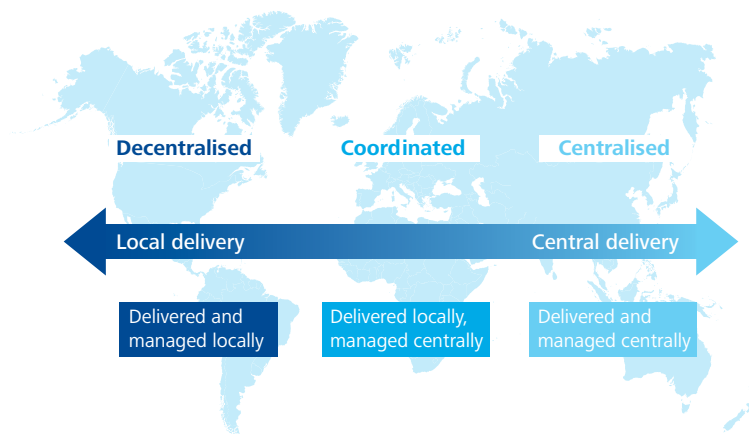 Decentralised
Coordinated
Centralised
Local delivery
Central delivery
Delivered and
managed locally
Delivered locally,
managed centrally
Delivered and
managed centrally